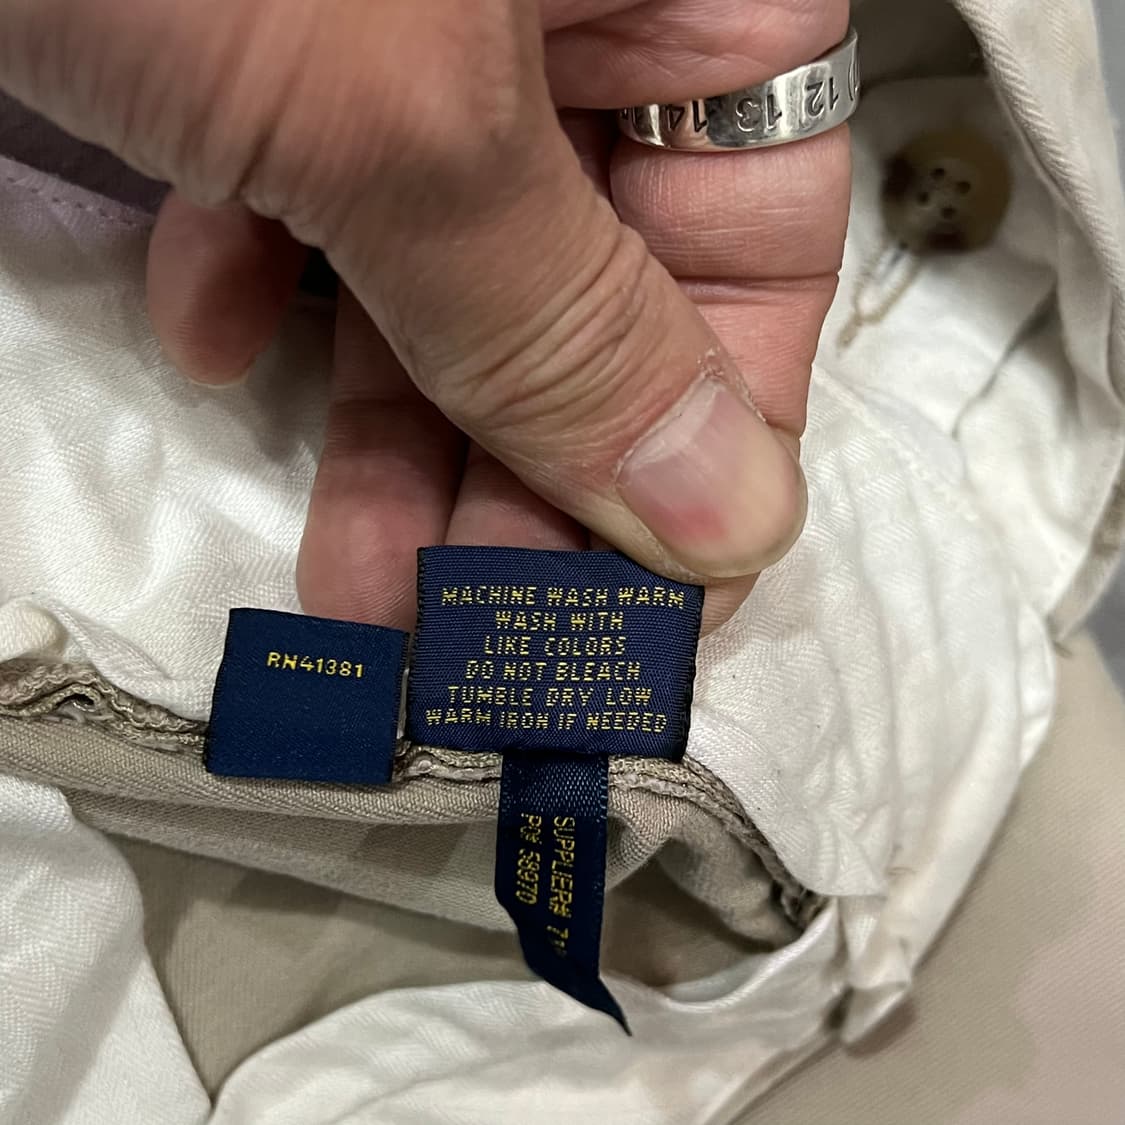 12 13 14
RN41381
MACHINE WASH WARM
WASH WITH
LIKE COLORS
DO NOT BLEACH
TUMBLE DRY LOW
WARM IRON IF NEEDED
SUPPLIER#
PO# 58970